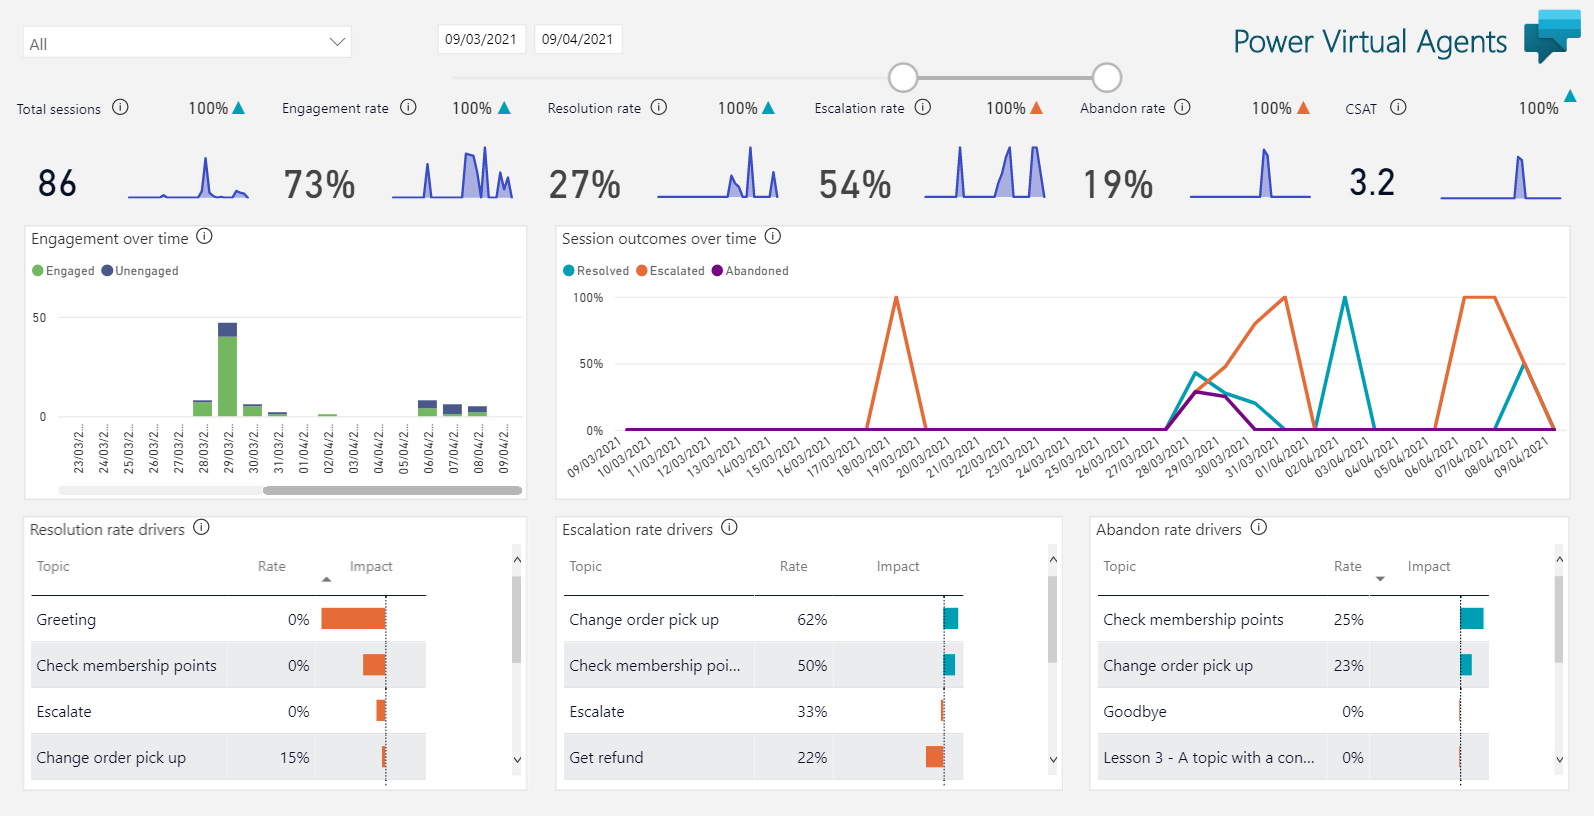 All
09/03/2021 09/04/2021
Power Virtual Agents
Total sessions 100%
Engagement rate 100%
Resolution rate 100%
Escalation rate 100%
Abandon rate 100%
CSAT 100%
86
73%
27%
54%
19%
3.2
Engagement over time
Engaged Unengaged
50
0
23/03/2...
24/03/2...
25/03/2...
26/03/2...
27/03/2...
28/03/2...
29/03/2...
30/03/2...
31/03/2...
01/04/2...
02/04/2...
03/04/2...
04/04/2...
05/04/2...
06/04/2...
07/04/2...
08/04/2...
09/04/2...
Session outcomes over time
Resolved Escalated Abandoned
100%
50%
0%
09/03/2021
10/03/2021
11/03/2021
12/03/2021
13/03/2021
14/03/2021
15/03/2021
16/03/2021
17/03/2021
18/03/2021
19/03/2021
20/03/2021
21/03/2021
22/03/2021
23/03/2021
24/03/2021
25/03/2021
26/03/2021
27/03/2021
28/03/2021
29/03/2021
30/03/2021
31/03/2021
01/04/2021
02/04/2021
03/04/2021
04/04/2021
05/04/2021
06/04/2021
07/04/2021
08/04/2021
09/04/2021
Resolution rate drivers
Topic Rate Impact
Greeting 0%
Check membership points 0%
Escalate 0%
Change order pick up 15%
Escalation rate drivers
Topic Rate Impact
Change order pick up 62%
Check membership poi... 50%
Escalate 33%
Get refund 22%
Abandon rate drivers
Topic Rate Impact
Check membership points 25%
Change order pick up 23%
Goodbye 0%
Lesson 3 - A topic with a con... 0%